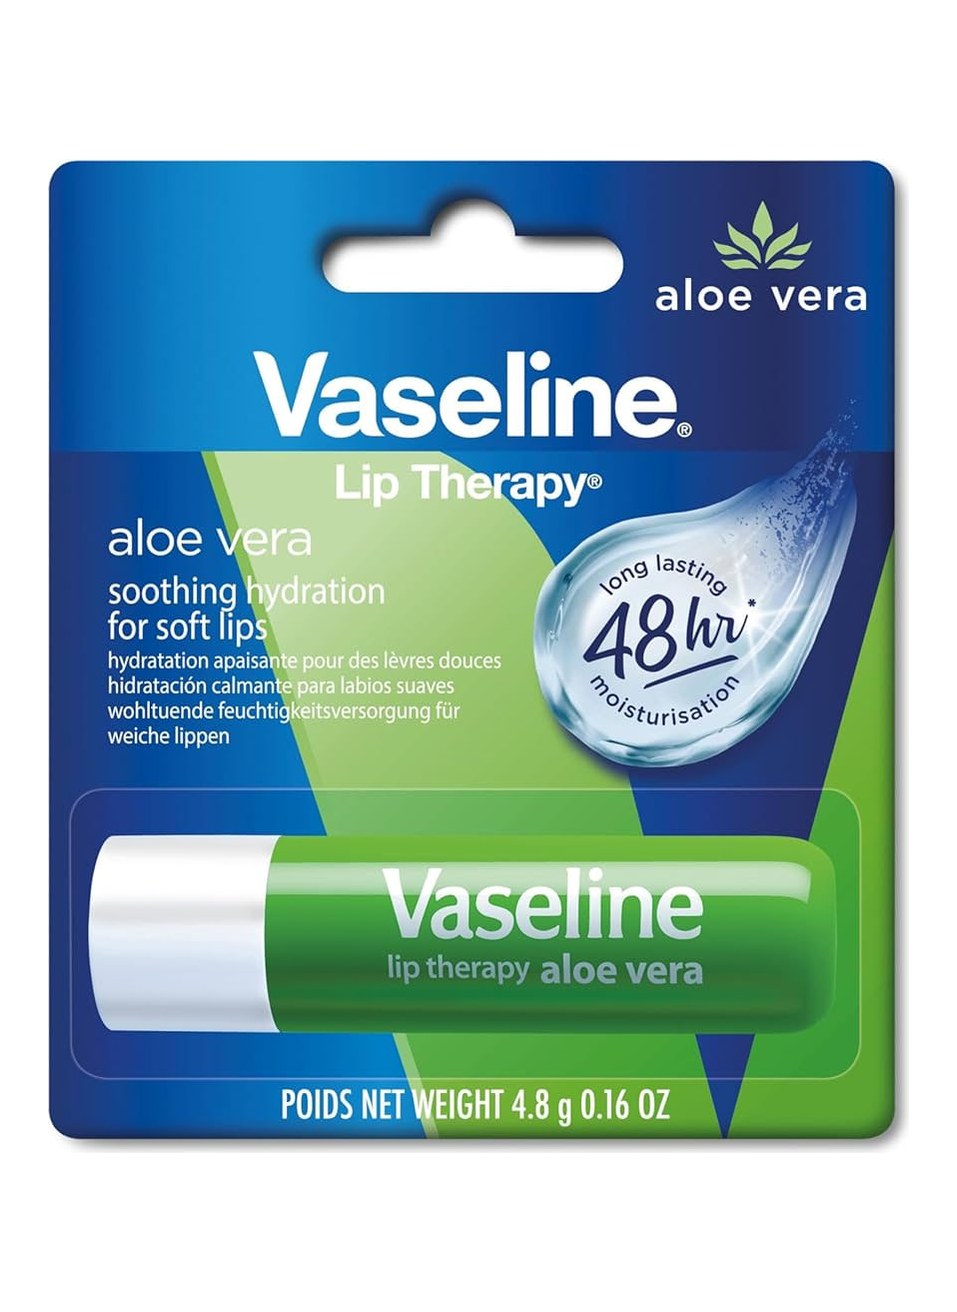 aloe vera
Vaseline®
Lip Therapy®
aloe vera
soothing hydration
for soft lips
hydratation apaisante pour des lèvres douces
hidratación calmante para labios suaves
wohltuende feuchtigkeitsversorgung für
weiche lippen
long lasting
48hr*
moisturisation
Vaseline
lip therapy aloe vera
POIDS NET WEIGHT 4.8 g 0.16 OZ